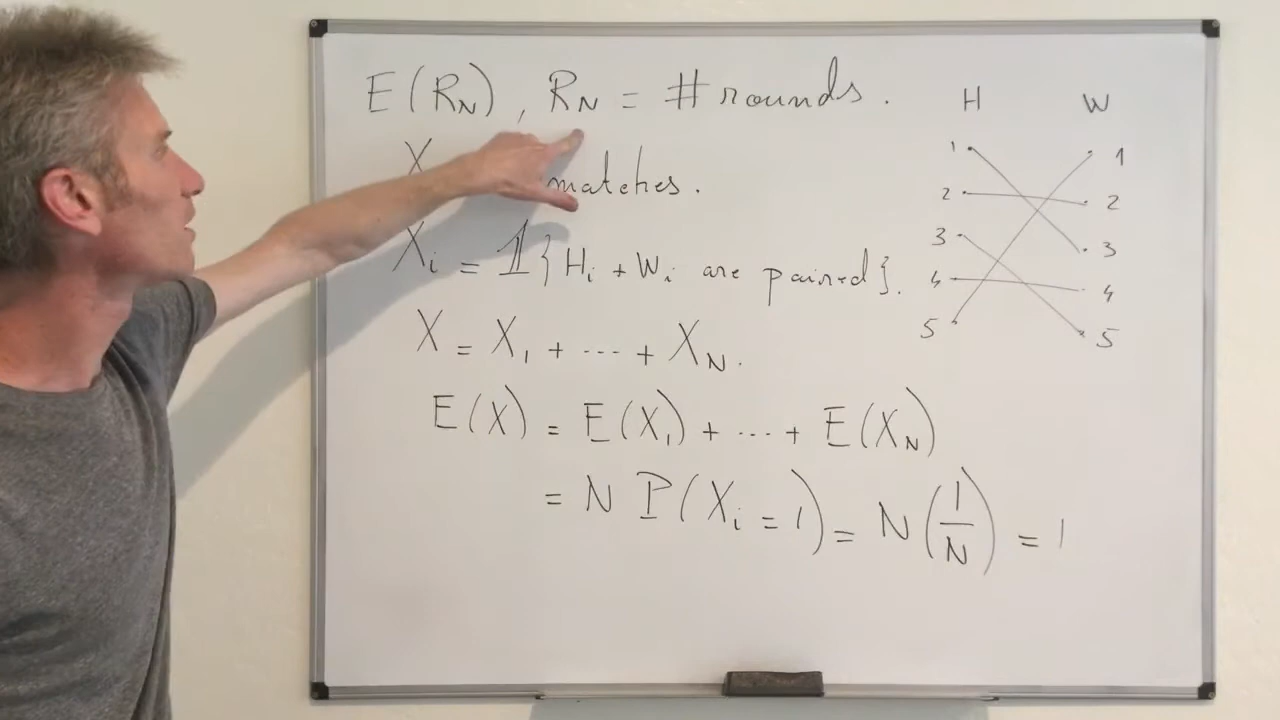 E(R_N), R_N = # rounds.
X matches.
X_i = 𝟙{H_i + W_i are paired}.
X = X_1 + ... + X_N.
E(X) = E(X_1) + ... + E(X_N)
= N P(X_i = 1) = N(1/N) = 1
H W
1 1
2 2
3 3
4 4
5 5